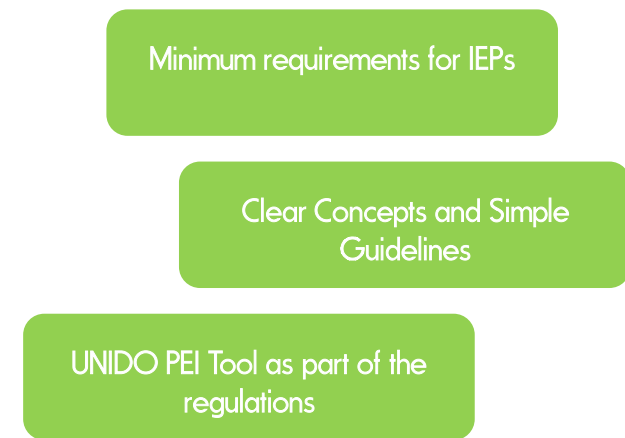 Minimum requirements for IEPs
Clear Concepts and Simple
Guidelines
UNIDO PEI Tool as part of the
regulations